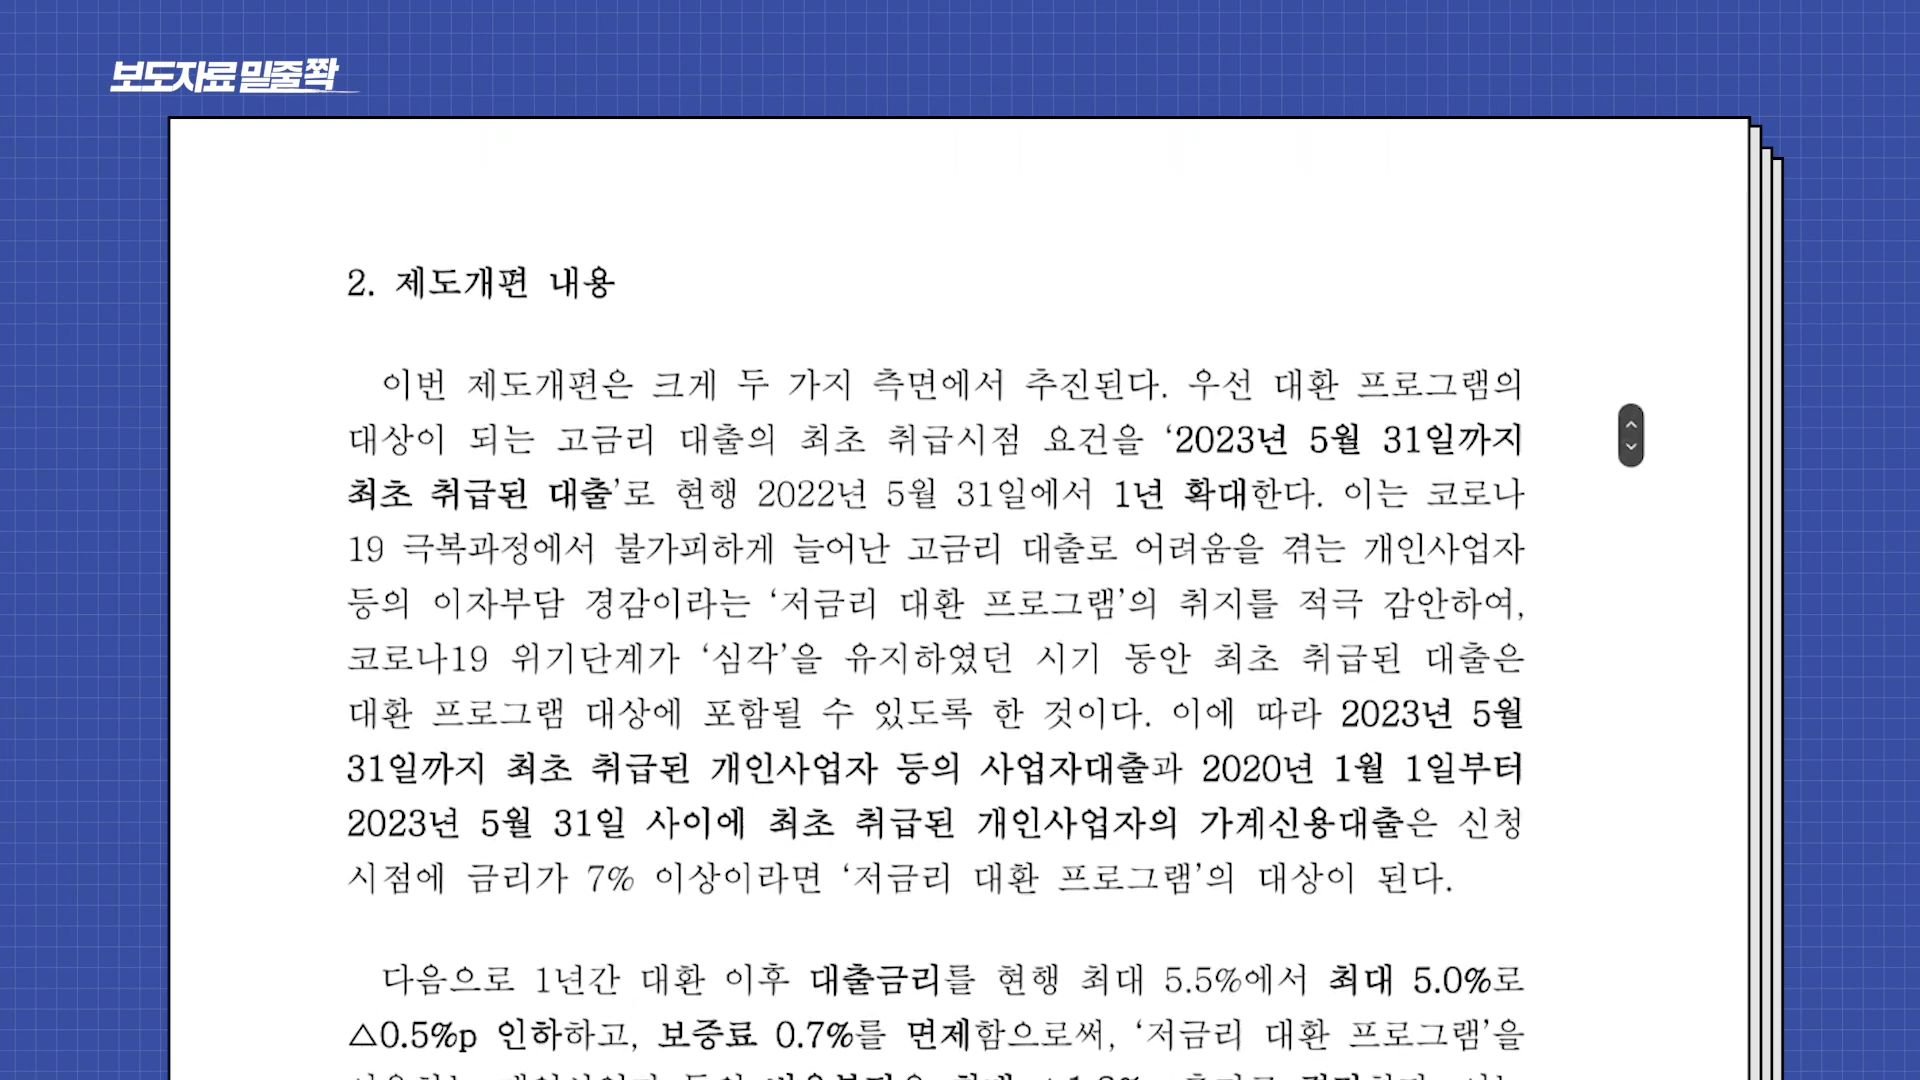 보도자료 밑줄쫙
2. 제도개편 내용
이번 제도개편은 크게 두 가지 측면에서 추진된다. 우선 대환 프로그램의
대상이 되는 고금리 대출의 최초 취급시점 요건을 ‘2023년 5월 31일까지
최초 취급된 대출’로 현행 2022년 5월 31일에서 1년 확대한다. 이는 코로나
19 극복과정에서 불가피하게 늘어난 고금리 대출로 어려움을 겪는 개인사업자
등의 이자부담 경감이라는 ‘저금리 대환 프로그램’의 취지를 적극 감안하여,
코로나19 위기단계가 ‘심각’을 유지하였던 시기 동안 최초 취급된 대출은
대환 프로그램 대상에 포함될 수 있도록 한 것이다. 이에 따라 2023년 5월
31일까지 최초 취급된 개인사업자 등의 사업자대출과 2020년 1월 1일부터
2023년 5월 31일 사이에 최초 취급된 개인사업자의 가계신용대출은 신청
시점에 금리가 7% 이상이라면 ‘저금리 대환 프로그램’의 대상이 된다.
다음으로 1년간 대환 이후 대출금리를 현행 최대 5.5%에서 최대 5.0%로
△0.5%p 인하하고, 보증료 0.7%를 면제함으로써, ‘저금리 대환 프로그램’을